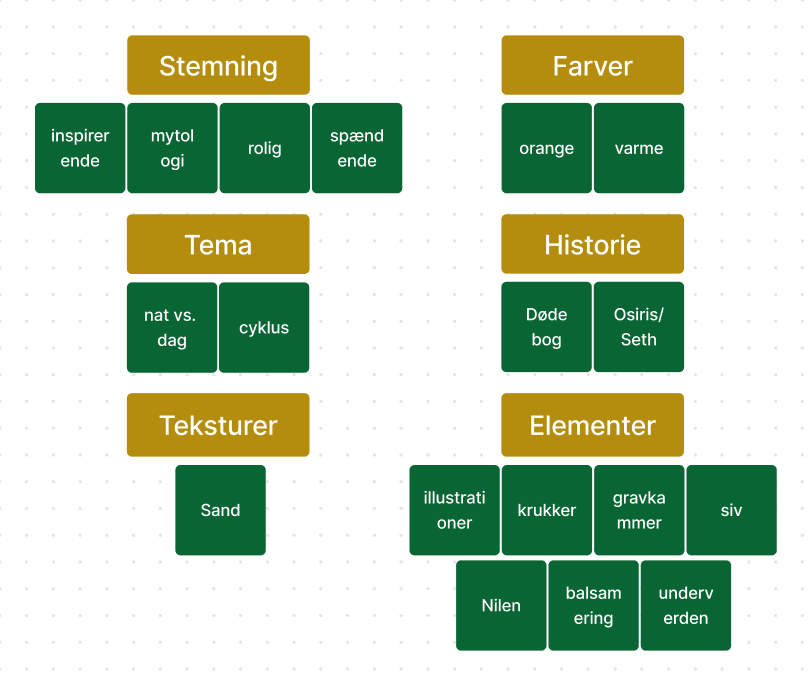 Stemning
inspirer
ende
mytol
ogi
rolig
spænd
ende
Farver
orange
varme
Tema
nat vs.
dag
cyklus
Historie
Døde
bog
Osiris/
Seth
Teksturer
Sand
Elementer
illustrati
oner
krukker
gravka
mmer
siv
Nilen
balsam
ering
underv
erden